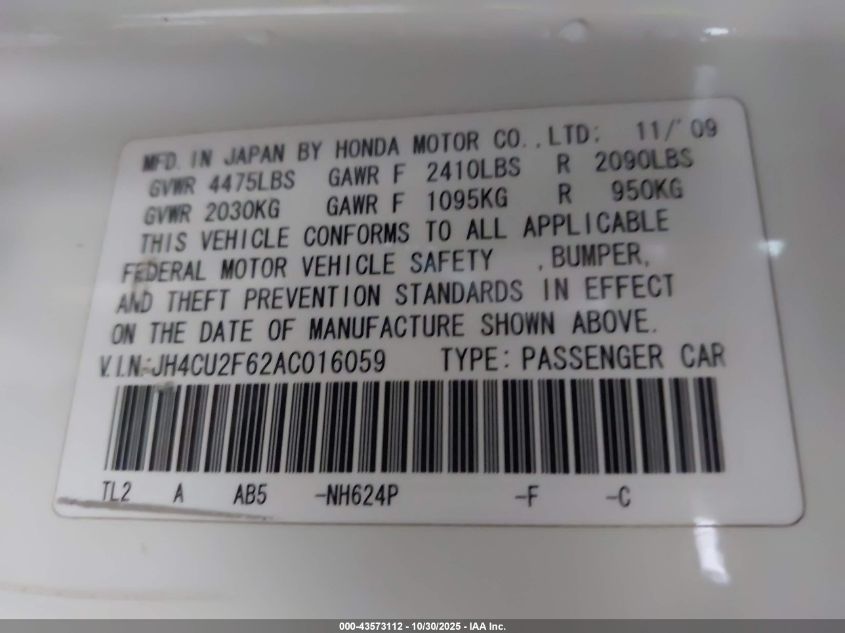 MFD. IN JAPAN BY HONDA MOTOR CO., LTD: 11/'09
GVWR 4475LBS GAWR F 2410LBS R 2090LBS
GVWR 2030KG GAWR F 1095KG R 950KG
THIS VEHICLE CONFORMS TO ALL APPLICABLE
FEDERAL MOTOR VEHICLE SAFETY , BUMPER,
AND THEFT PREVENTION STANDARDS IN EFFECT
ON THE DATE OF MANUFACTURE SHOWN ABOVE.
V.I.N:JH4CU2F62AC016059 TYPE: PASSENGER CAR
TL2 A AB5 -NH624P -F -C
000-43573112 - 10/30/2025 - IAA Inc.